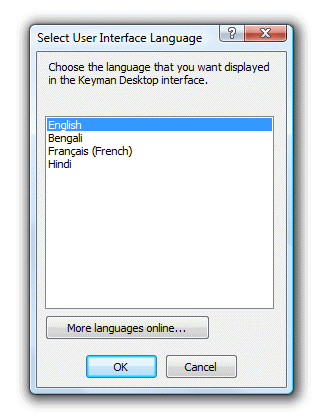 Select User Interface Language
Choose the language that you want displayed
in the Keyman Desktop interface.
English
Bengali
Français (French)
Hindi
More languages online...
OK Cancel